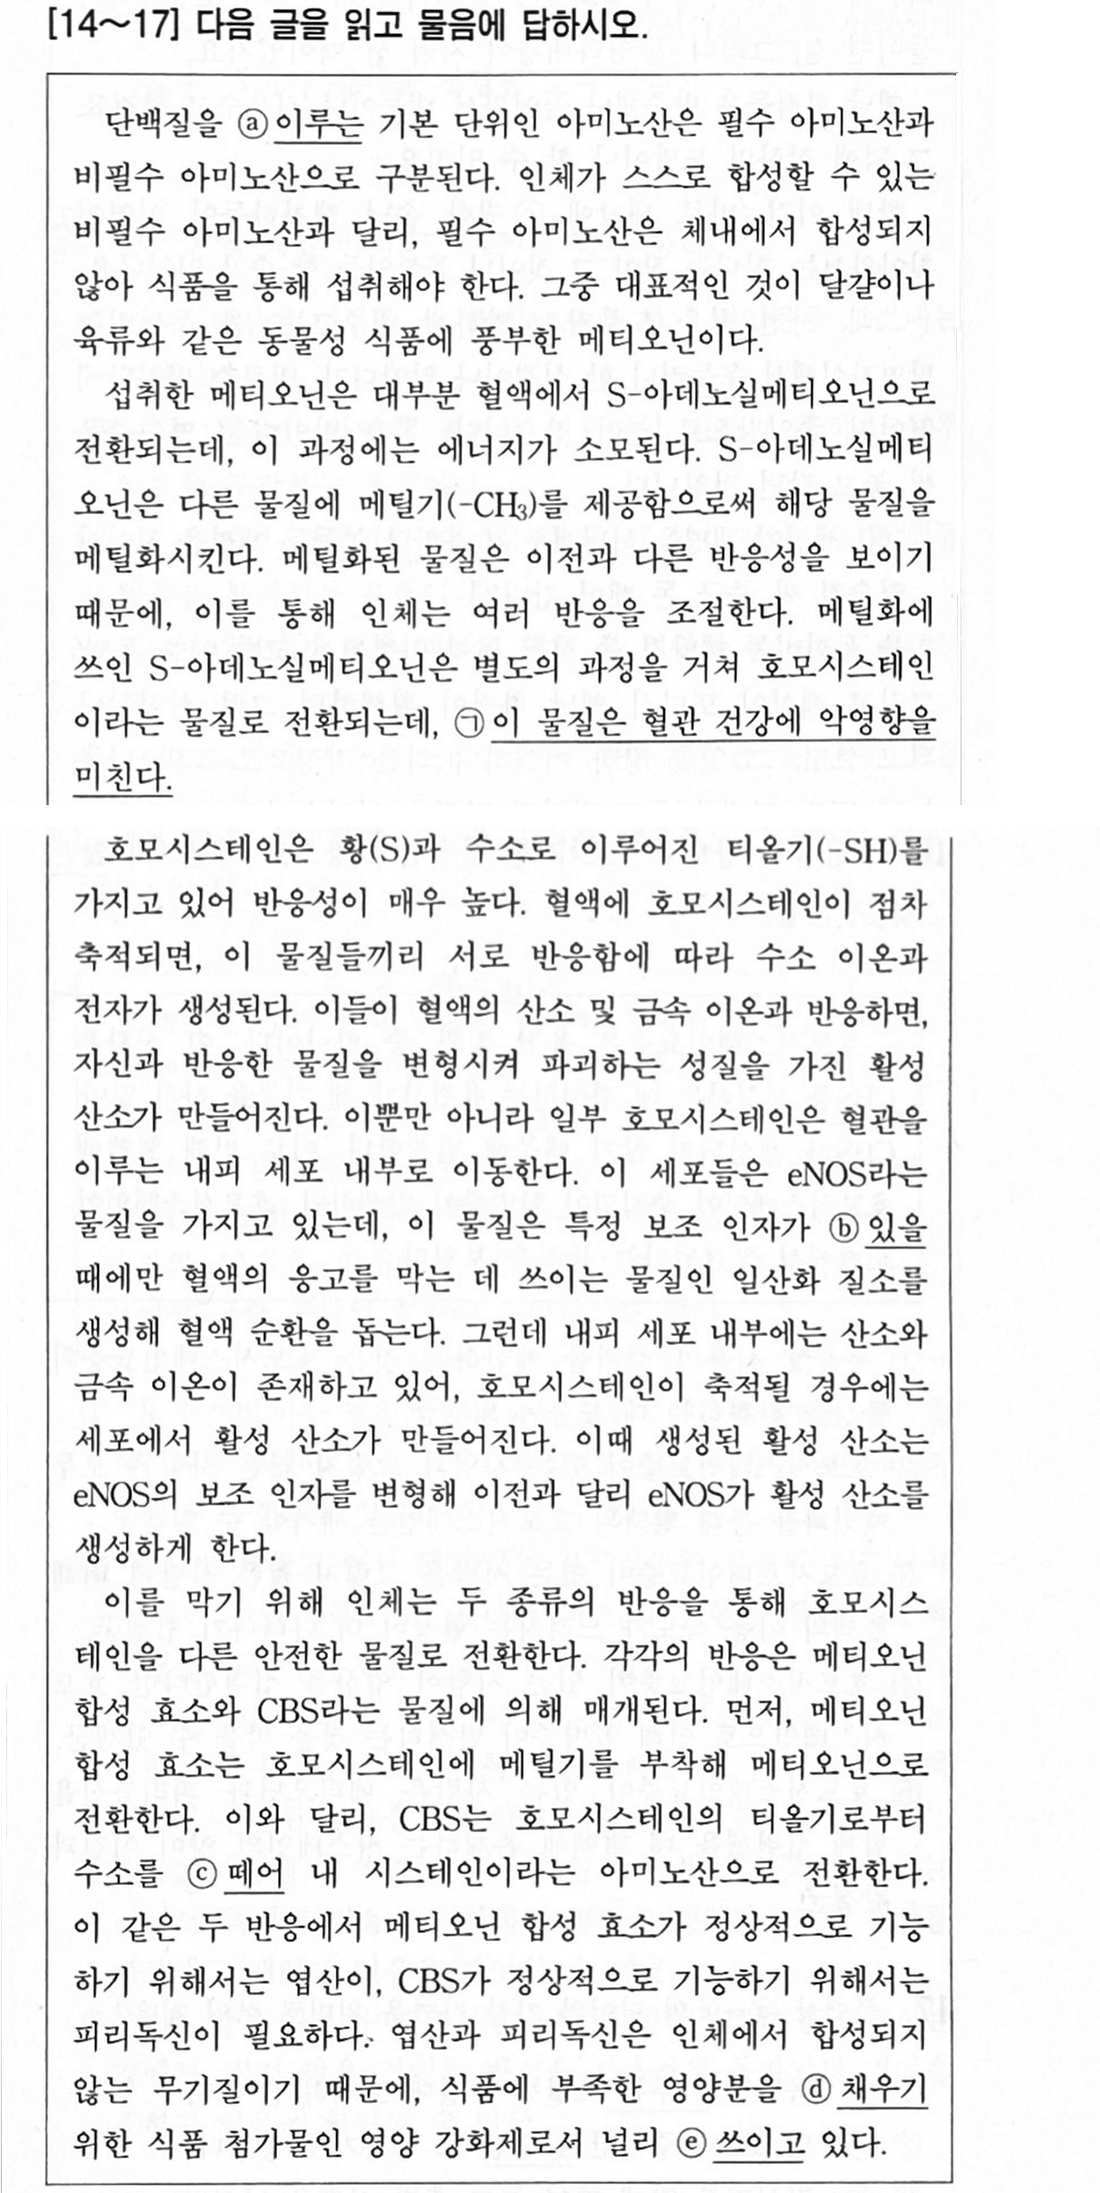 [14～17] 다음 글을 읽고 물음에 답하시오.
단백질을 ⓐ이루는 기본 단위인 아미노산은 필수 아미노산과
비필수 아미노산으로 구분된다. 인체가 스스로 합성할 수 있는
비필수 아미노산과 달리, 필수 아미노산은 체내에서 합성되지
않아 식품을 통해 섭취해야 한다. 그중 대표적인 것이 달걀이나
육류와 같은 동물성 식품에 풍부한 메티오닌이다.
섭취한 메티오닌은 대부분 혈액에서 S-아데노실메티오닌으로
전환되는데, 이 과정에는 에너지가 소모된다. S-아데노실메티
오닌은 다른 물질에 메틸기(-CH₃)를 제공함으로써 해당 물질을
메틸화시킨다. 메틸화된 물질은 이전과 다른 반응성을 보이기
때문에, 이를 통해 인체는 여러 반응을 조절한다. 메틸화에
쓰인 S-아데노실메티오닌은 별도의 과정을 거쳐 호모시스테인
이라는 물질로 전환되는데, ㉠이 물질은 혈관 건강에 악영향을
미친다.
호모시스테인은 황(S)과 수소로 이루어진 티올기(-SH)를
가지고 있어 반응성이 매우 높다. 혈액에 호모시스테인이 점차
축적되면, 이 물질들끼리 서로 반응함에 따라 수소 이온과
전자가 생성된다. 이들이 혈액의 산소 및 금속 이온과 반응하면,
자신과 반응한 물질을 변형시켜 파괴하는 성질을 가진 활성
산소가 만들어진다. 이뿐만 아니라 일부 호모시스테인은 혈관을
이루는 내피 세포 내부로 이동한다. 이 세포들은 eNOS라는
물질을 가지고 있는데, 이 물질은 특정 보조 인자가 ⓑ있을
때에만 혈액의 응고를 막는 데 쓰이는 물질인 일산화 질소를
생성해 혈액 순환을 돕는다. 그런데 내피 세포 내부에는 산소와
금속 이온이 존재하고 있어, 호모시스테인이 축적될 경우에는
세포에서 활성 산소가 만들어진다. 이때 생성된 활성 산소는
eNOS의 보조 인자를 변형해 이전과 달리 eNOS가 활성 산소를
생성하게 한다.
이를 막기 위해 인체는 두 종류의 반응을 통해 호모시스
테인을 다른 안전한 물질로 전환한다. 각각의 반응은 메티오닌
합성 효소와 CBS라는 물질에 의해 매개된다. 먼저, 메티오닌
합성 효소는 호모시스테인에 메틸기를 부착해 메티오닌으로
전환한다. 이와 달리, CBS는 호모시스테인의 티올기로부터
수소를 ⓒ떼어 내 시스테인이라는 아미노산으로 전환한다.
이 같은 두 반응에서 메티오닌 합성 효소가 정상적으로 기능
하기 위해서는 엽산이, CBS가 정상적으로 기능하기 위해서는
피리독신이 필요하다. 엽산과 피리독신은 인체에서 합성되지
않는 무기질이기 때문에, 식품에 부족한 영양분을 ⓓ채우기
위한 식품 첨가물인 영양 강화제로서 널리 ⓔ쓰이고 있다.